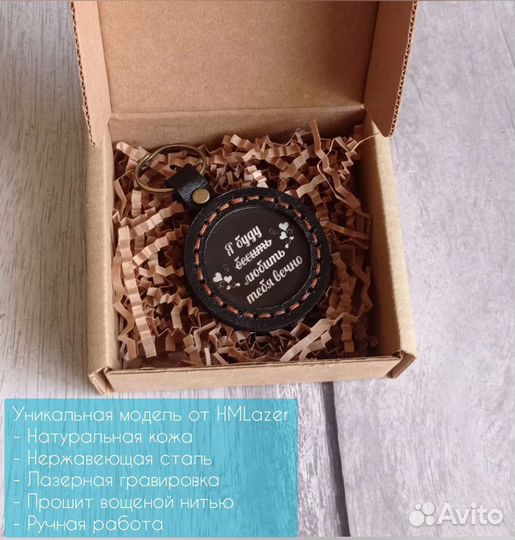 Я буду
бесить
любить
тебя вечно
Уникальная модель от HMLazer
- Натуральная кожа
- Нержавеющая сталь
- Лазерная гравировка
- Прошит вощеной нитью
- Ручная работа
Avito